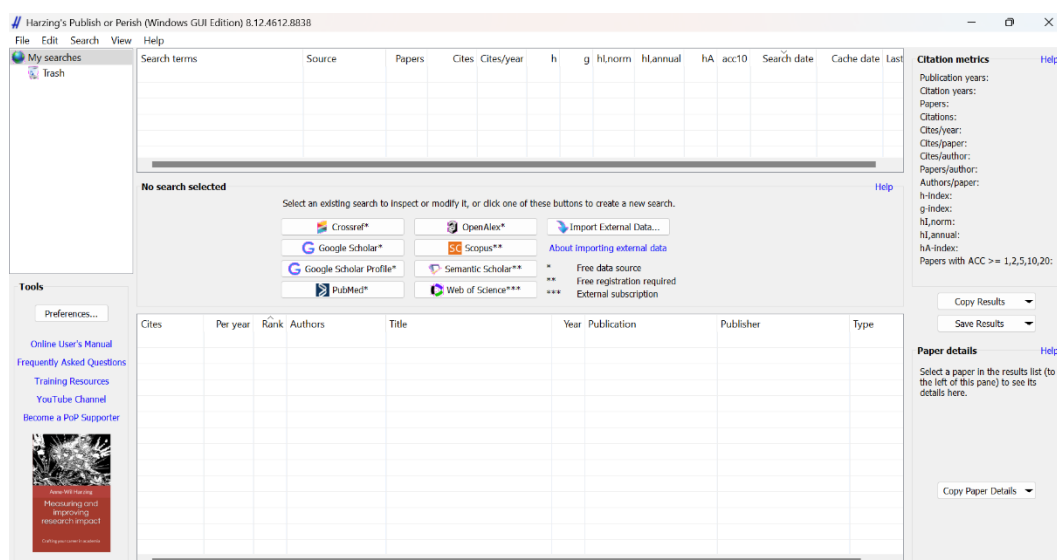 Harzing's Publish or Perish (Windows GUI Edition) 8.12.4612.8838
File Edit Search View Help
My searches
Trash
Search terms Source Papers Cites Cites/year h g hI,norm hI,annual hA acc10 Search date Cache date Last
No search selected Help
Select an existing search to inspect or modify it, or click one of these buttons to create a new search.
Crossref* OpenAlex* Import External Data...
Google Scholar* SC Scopus** About importing external data
Google Scholar Profile* Semantic Scholar** * Free data source
** Free registration required
PubMed* Web of Science*** *** External subscription
Tools
Preferences...
Online User's Manual
Frequently Asked Questions
Training Resources
YouTube Channel
Become a PoP Supporter
Anne-Wil Harzing
Measuring and
improving
research impact
Crafting your career in academia
Cites Per year Rank Authors Title Year Publication Publisher Type
Citation metrics Help
Publication years:
Citation years:
Papers:
Citations:
Cites/year:
Cites/paper:
Cites/author:
Papers/author:
Authors/paper:
h-index:
g-index:
hI,norm:
hI,annual:
hA-index:
Papers with ACC >= 1,2,5,10,20:
Copy Results
Save Results
Paper details Help
Select a paper in the results list (to
the left of this pane) to see its
details here.
Copy Paper Details